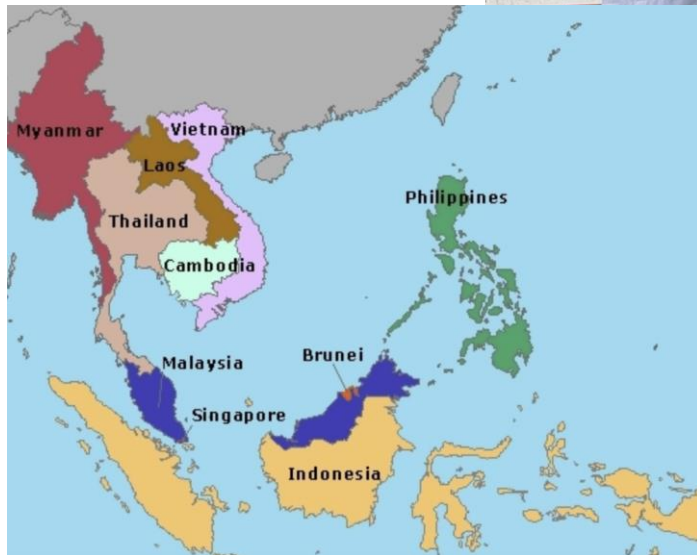 Myanmar
Vietnam
Laos
Thailand
Philippines
Cambodia
Brunei
Malaysia
Singapore
Indonesia